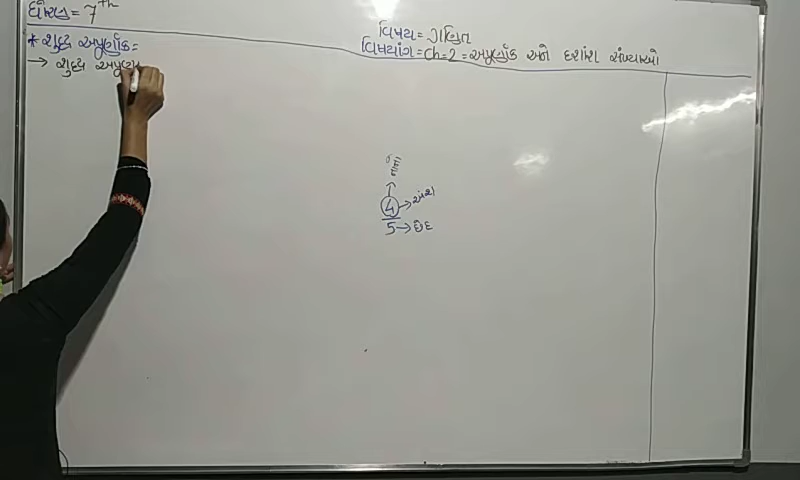 ધોરણ = 7th
વિષય = ગણિત
વિષયાંગ = Ch = 2 = અપૂર્ણાંક અને દશાંશ સંખ્યાઓ
* શુદ્ધ અપૂર્ણાંક =
→ શુદ્ધ અપૂર્ણા
નાના
4 → અંશ
5 → છેદ